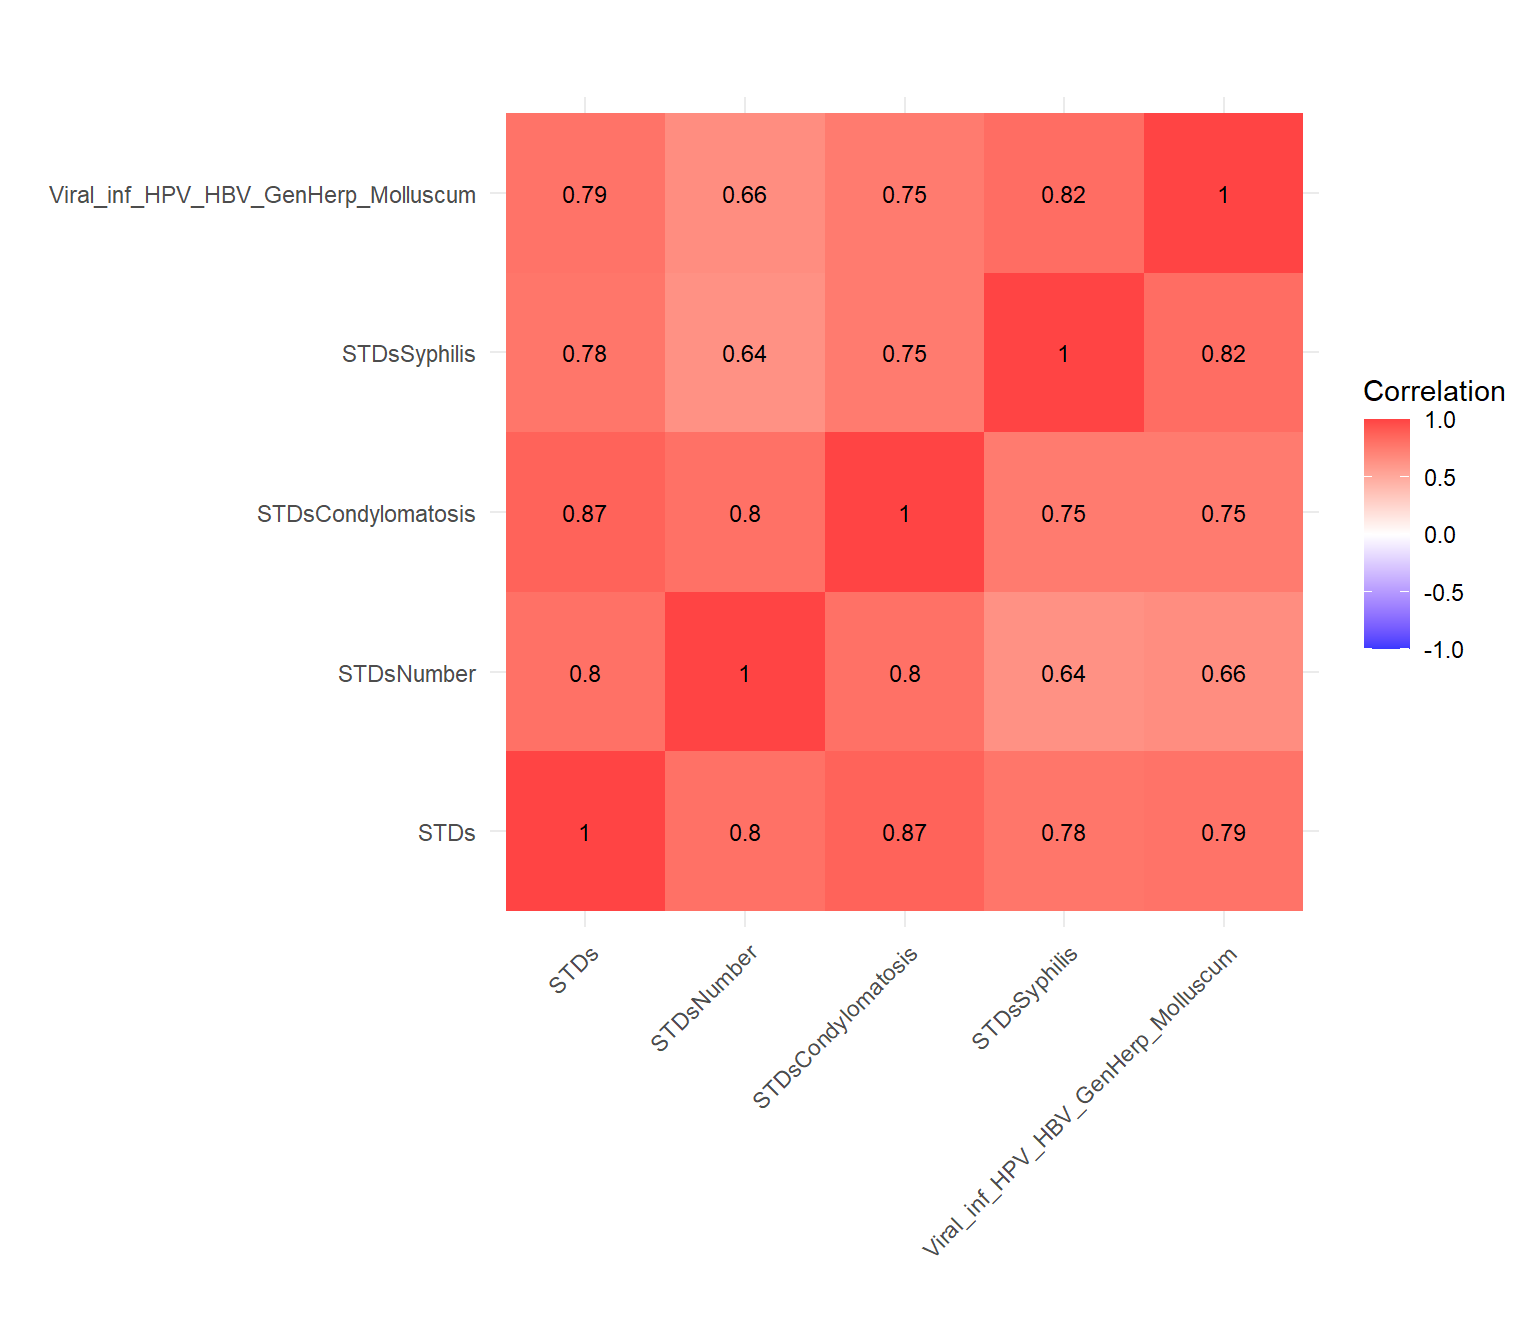 Viral_inf_HPV_HBV_GenHerp_Molluscum 0.79 0.66 0.75 0.82 1
STDsSyphilis 0.78 0.64 0.75 1 0.82
STDsCondylomatosis 0.87 0.8 1 0.75 0.75
STDsNumber 0.8 1 0.8 0.64 0.66
STDs 1 0.8 0.87 0.78 0.79
STDs
STDsNumber
STDsCondylomatosis
STDsSyphilis
Viral_inf_HPV_HBV_GenHerp_Molluscum
Correlation
1.0
0.5
0.0
-0.5
-1.0